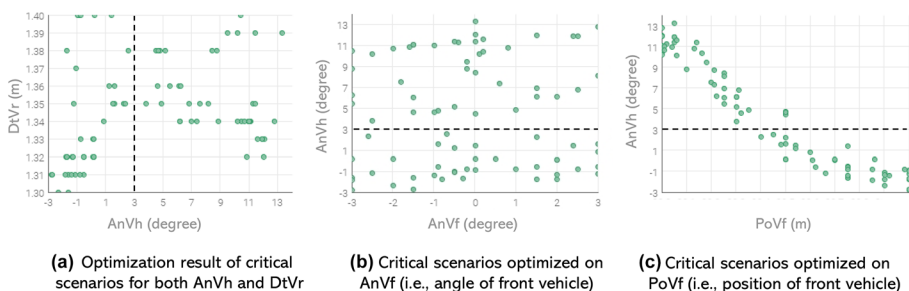 1.40
1.39
1.38
1.36
1.37
1.35
1.34
1.33
1.32
1.31
1.30
DtVr (m)
-3 -1 1 3 5 7 9 11 13
AnVh (degree)
13
11
9
7
5
3
1
-1
-3
AnVh (degree)
-3 -2 -1 0 1 2 3
AnVf (degree)
13
11
9
7
5
3
1
-1
-3
AnVh (degree)
PoVf (m)
(a) Optimization result of critical
scenarios for both AnVh and DtVr
(b) Critical scenarios optimized on
AnVf (i.e., angle of front vehicle)
(c) Critical scenarios optimized on
PoVf (i.e., position of front vehicle)